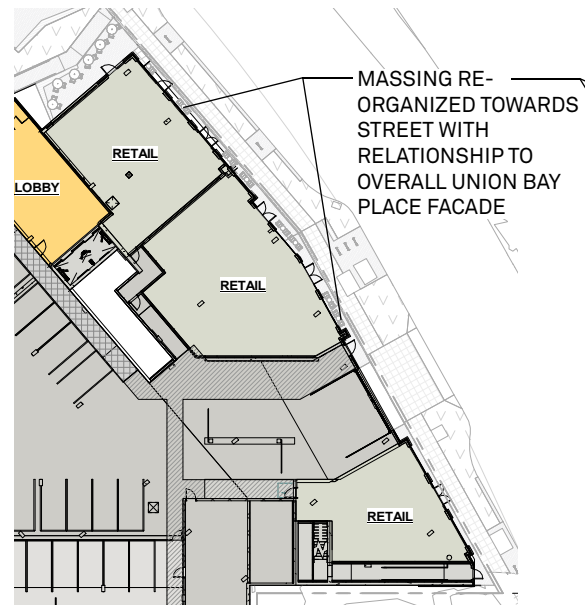 MASSING RE-
ORGANIZED TOWARDS
STREET WITH
RELATIONSHIP TO
OVERALL UNION BAY
PLACE FACADE
RETAIL
LOBBY
RETAIL
RETAIL